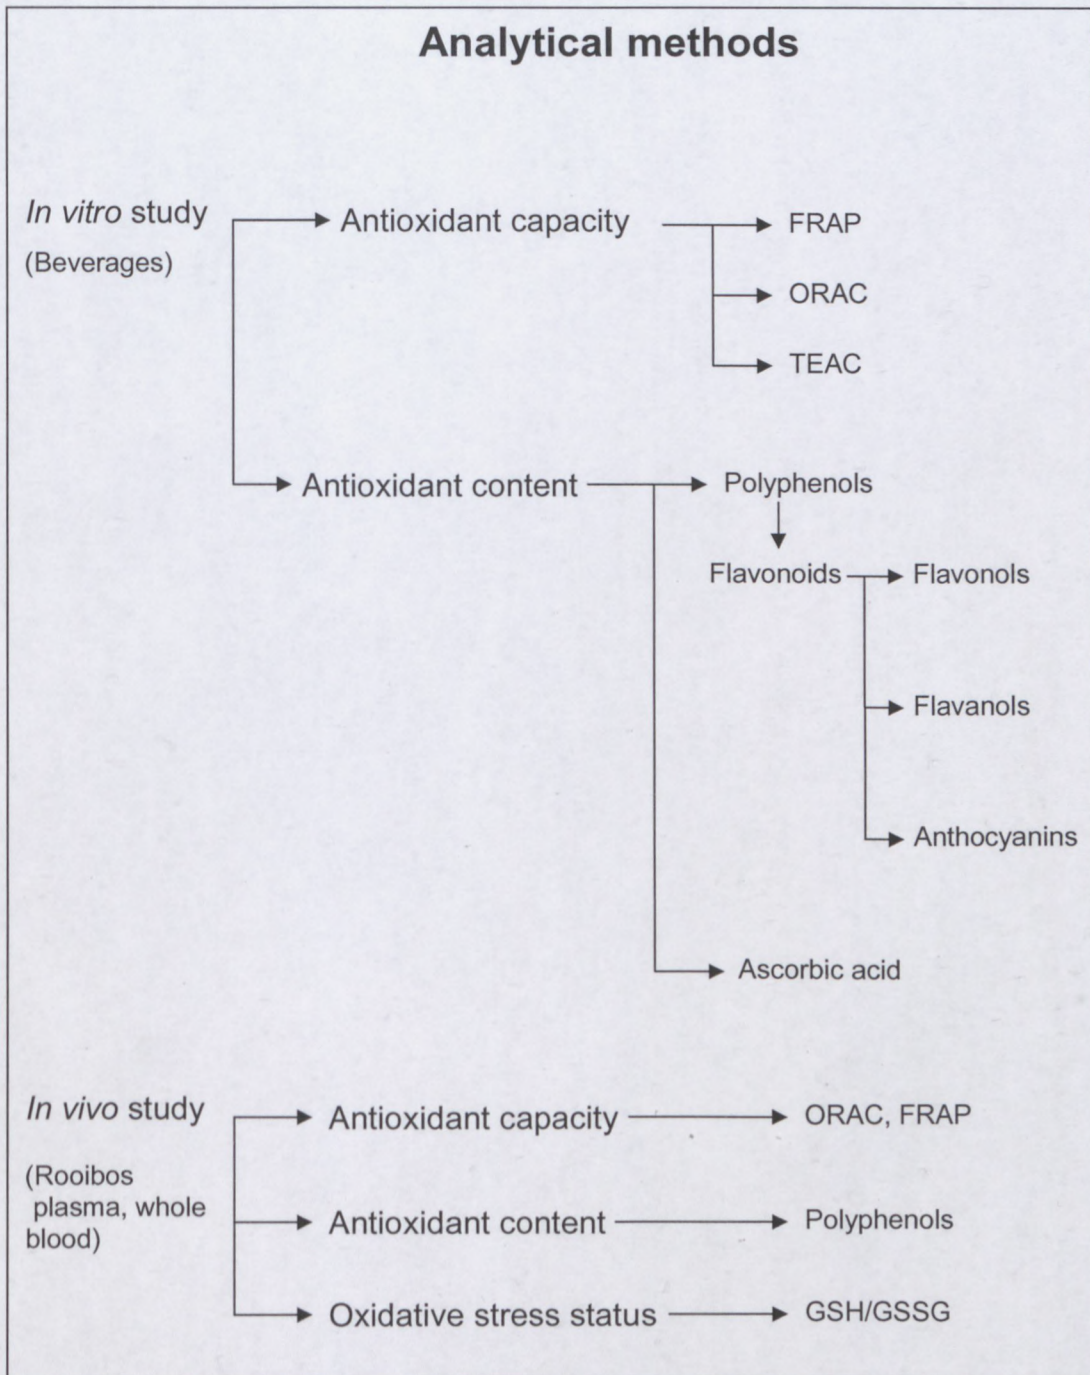 Analytical methods
In vitro study
(Beverages)
Antioxidant capacity
FRAP
ORAC
TEAC
Antioxidant content
Polyphenols
Flavonoids
Flavonols
Flavanols
Anthocyanins
Ascorbic acid
In vivo study
(Rooibos
plasma, whole
blood)
Antioxidant capacity
ORAC, FRAP
Antioxidant content
Polyphenols
Oxidative stress status
GSH/GSSG